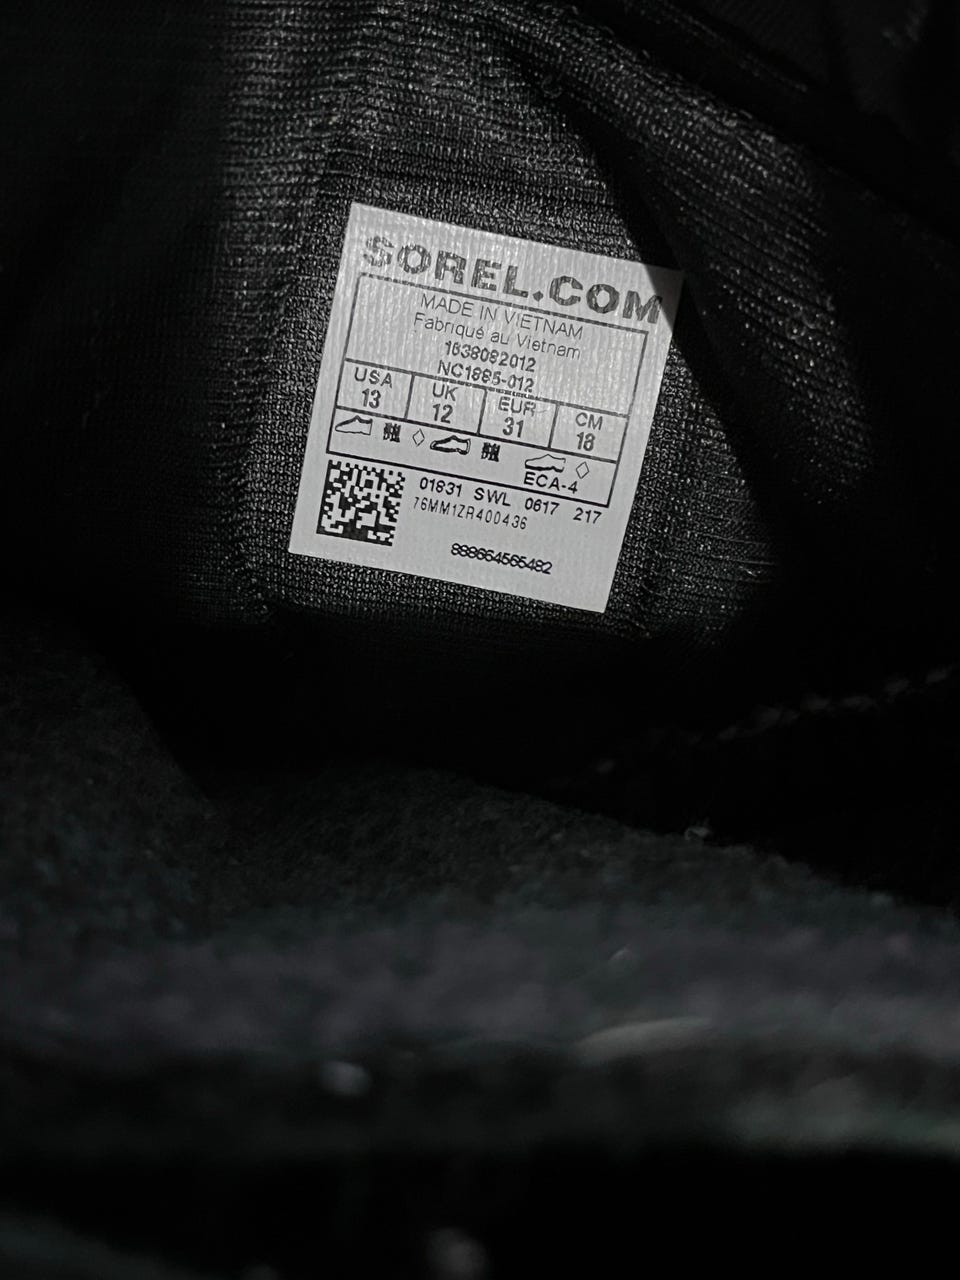 SOREL.COM
MADE IN VIETNAM
Fabriqué au Vietnam
1638082012
NC1885-012
USA UK EUR CM
13 12 31 18
ECA-4
01831 SWL 0617 217
76MM1ZR400436
888664565482